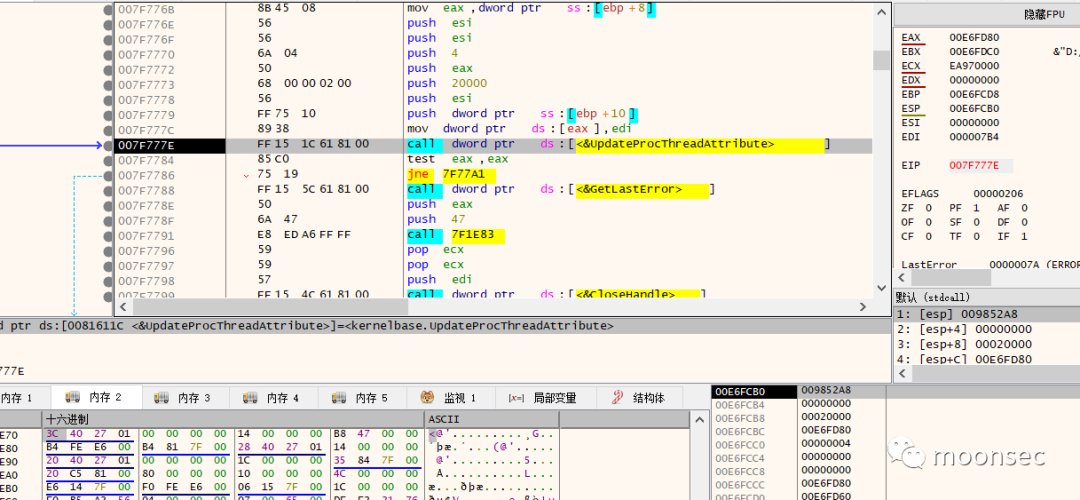 007F776B 8B 45 08 mov eax,dword ptr ss:[ebp+8]
007F776E 56 push esi
007F776F 56 push esi
007F7770 6A 04 push 4
007F7772 50 push eax
007F7773 68 00 00 02 00 push 20000
007F7778 56 push esi
007F7779 FF 75 10 push dword ptr ss:[ebp+10]
007F777C 89 38 mov dword ptr ds:[eax],edi
007F777E FF 15 1C 61 81 00 call dword ptr ds:[<&UpdateProcThreadAttribute>]
007F7784 85 C0 test eax,eax
007F7786 75 19 jne 7F77A1
007F7788 FF 15 5C 61 81 00 call dword ptr ds:[<&GetLastError>]
007F778E 50 push eax
007F778F 6A 47 push 47
007F7791 E8 ED A6 FF FF call 7F1E83
007F7796 59 pop ecx
007F7797 59 pop ecx
007F7798 57 push edi
007F7799 FF 15 4C 61 81 00 call dword ptr ds:[<&CloseHandle>]
隐藏FPU
EAX 00E6FD80
EBX 00E6FDC0 &"D:
ECX EA970000
EDX 00000000
EBP 00E6FCD8
ESP 00E6FCB0
ESI 00000000
EDI 000007B4
EIP 007F777E
EFLAGS 00000206
ZF 0 PF 1 AF 0
OF 0 SF 0 DF 0
CF 0 TF 0 IF 1
LastError 0000007A (ERROR
默认 (stdcall)
1: [esp] 009852A8
2: [esp+4] 00000000
3: [esp+8] 00020000
4: [esp+C] 00E6FD80
d ptr ds:[0081611C <&UpdateProcThreadAttribute>]=<kernelbase.UpdateProcThreadAttribute>
777E
内存 1 内存 2 内存 3 内存 4 内存 5 监视 1 [x=] 局部变量 结构体
十六进制 ASCII
E70 3C 40 27 01 00 00 00 00 14 00 00 00 B8 47 00 00 <@'.........¸G..
E80 B4 FE E6 00 B4 81 7F 00 28 40 27 01 14 00 00 00
E90 20 40 27 01 00 00 00 00 1C 00 00 00 35 84 7F 00
EA0 20 C5 81 00 80 00 00 00 10 00 00 00 4C 00 00 00
EB0 E6 14 7F 00 F0 FE E6 00 06 15 7F 00
00E6FCB0 009852A8
00E6FCB4 00000000
00E6FCB8 00020000
00E6FCBC 00E6FD80
00E6FCC0 00000004
00E6FCC4 00000000
00E6FCC8 00000000
00E6FCCC 00E6FD80
00E6FCD0 00E6FD60
moonsec